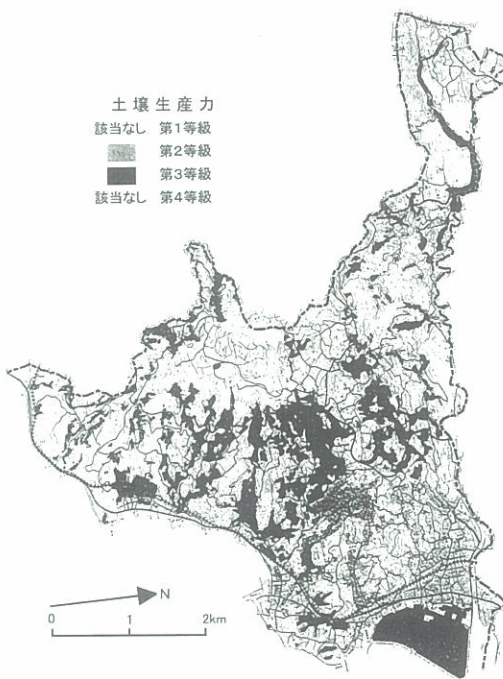 土壌生産力
該当なし 第1等級
第2等級
第3等級
該当なし 第4等級
N
0 1 2km